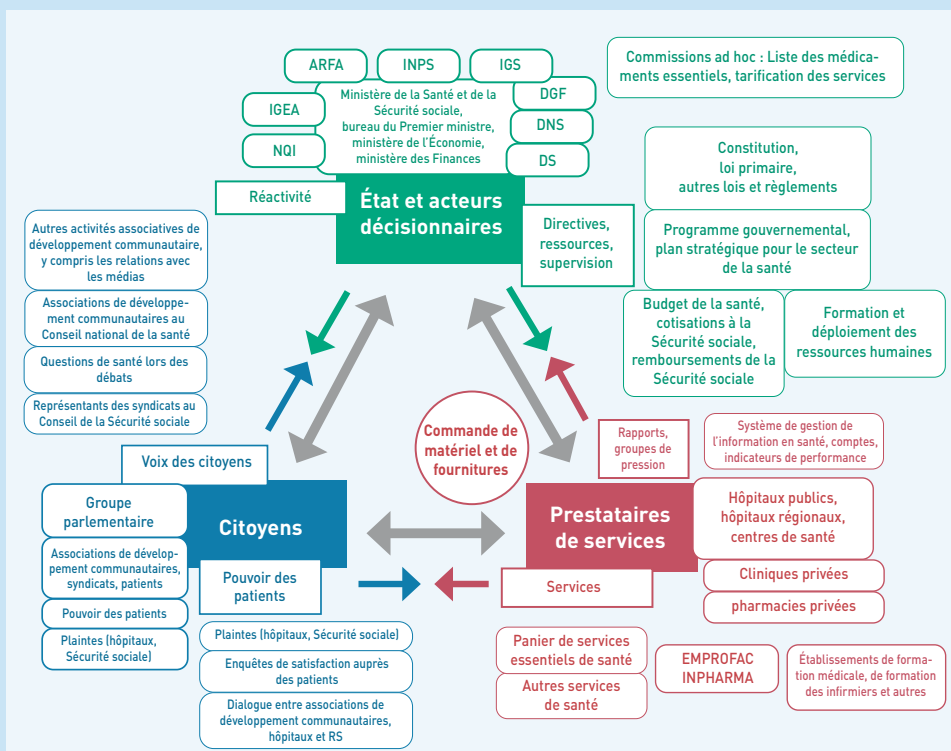 ARFA
INPS
IGS
Commissions ad hoc : Liste des médica-
ments essentiels, tarification des services
IGEA
NQI
Ministère de la Santé et de la
Sécurité sociale,
bureau du Premier ministre,
ministère de l'Économie,
ministère des Finances
DGF
DNS
DS
Réactivité
État et acteurs
décisionnaires
Directives,
ressources,
supervision
Constitution,
loi primaire,
autres lois et règlements
Programme gouvernemental,
plan stratégique pour le secteur
de la santé
Budget de la santé,
cotisations à la
Sécurité sociale,
remboursements de la
Sécurité sociale
Formation et
déploiement des
ressources humaines
Autres activités associatives de
développement communautaire,
y compris les relations avec
les médias
Associations de développe-
ment communautaires au
Conseil national de la santé
Questions de santé lors des
débats
Représentants des syndicats au
Conseil de la Sécurité sociale
Commande de
matériel et de
fournitures
Rapports,
groupes de
pression
Système de gestion de
l'information en santé, comptes,
indicateurs de performance
Voix des citoyens
Citoyens
Pouvoir des
patients
Groupe
parlementaire
Associations de dévelop-
pement communautaires,
syndicats, patients
Pouvoir des patients
Plaintes (hôpitaux,
Sécurité sociale)
Plaintes (hôpitaux, Sécurité sociale)
Enquêtes de satisfaction auprès
des patients
Dialogue entre associations de
développement communautaires,
hôpitaux et RS
Prestataires
de services
Services
Hôpitaux publics,
hôpitaux régionaux,
centres de santé
Cliniques privées
pharmacies privées
Panier de services
essentiels de santé
Autres services
de santé
EMPROFAC
INPHARMA
Établissements de forma-
tion médicale, de formation
des infirmiers et autres